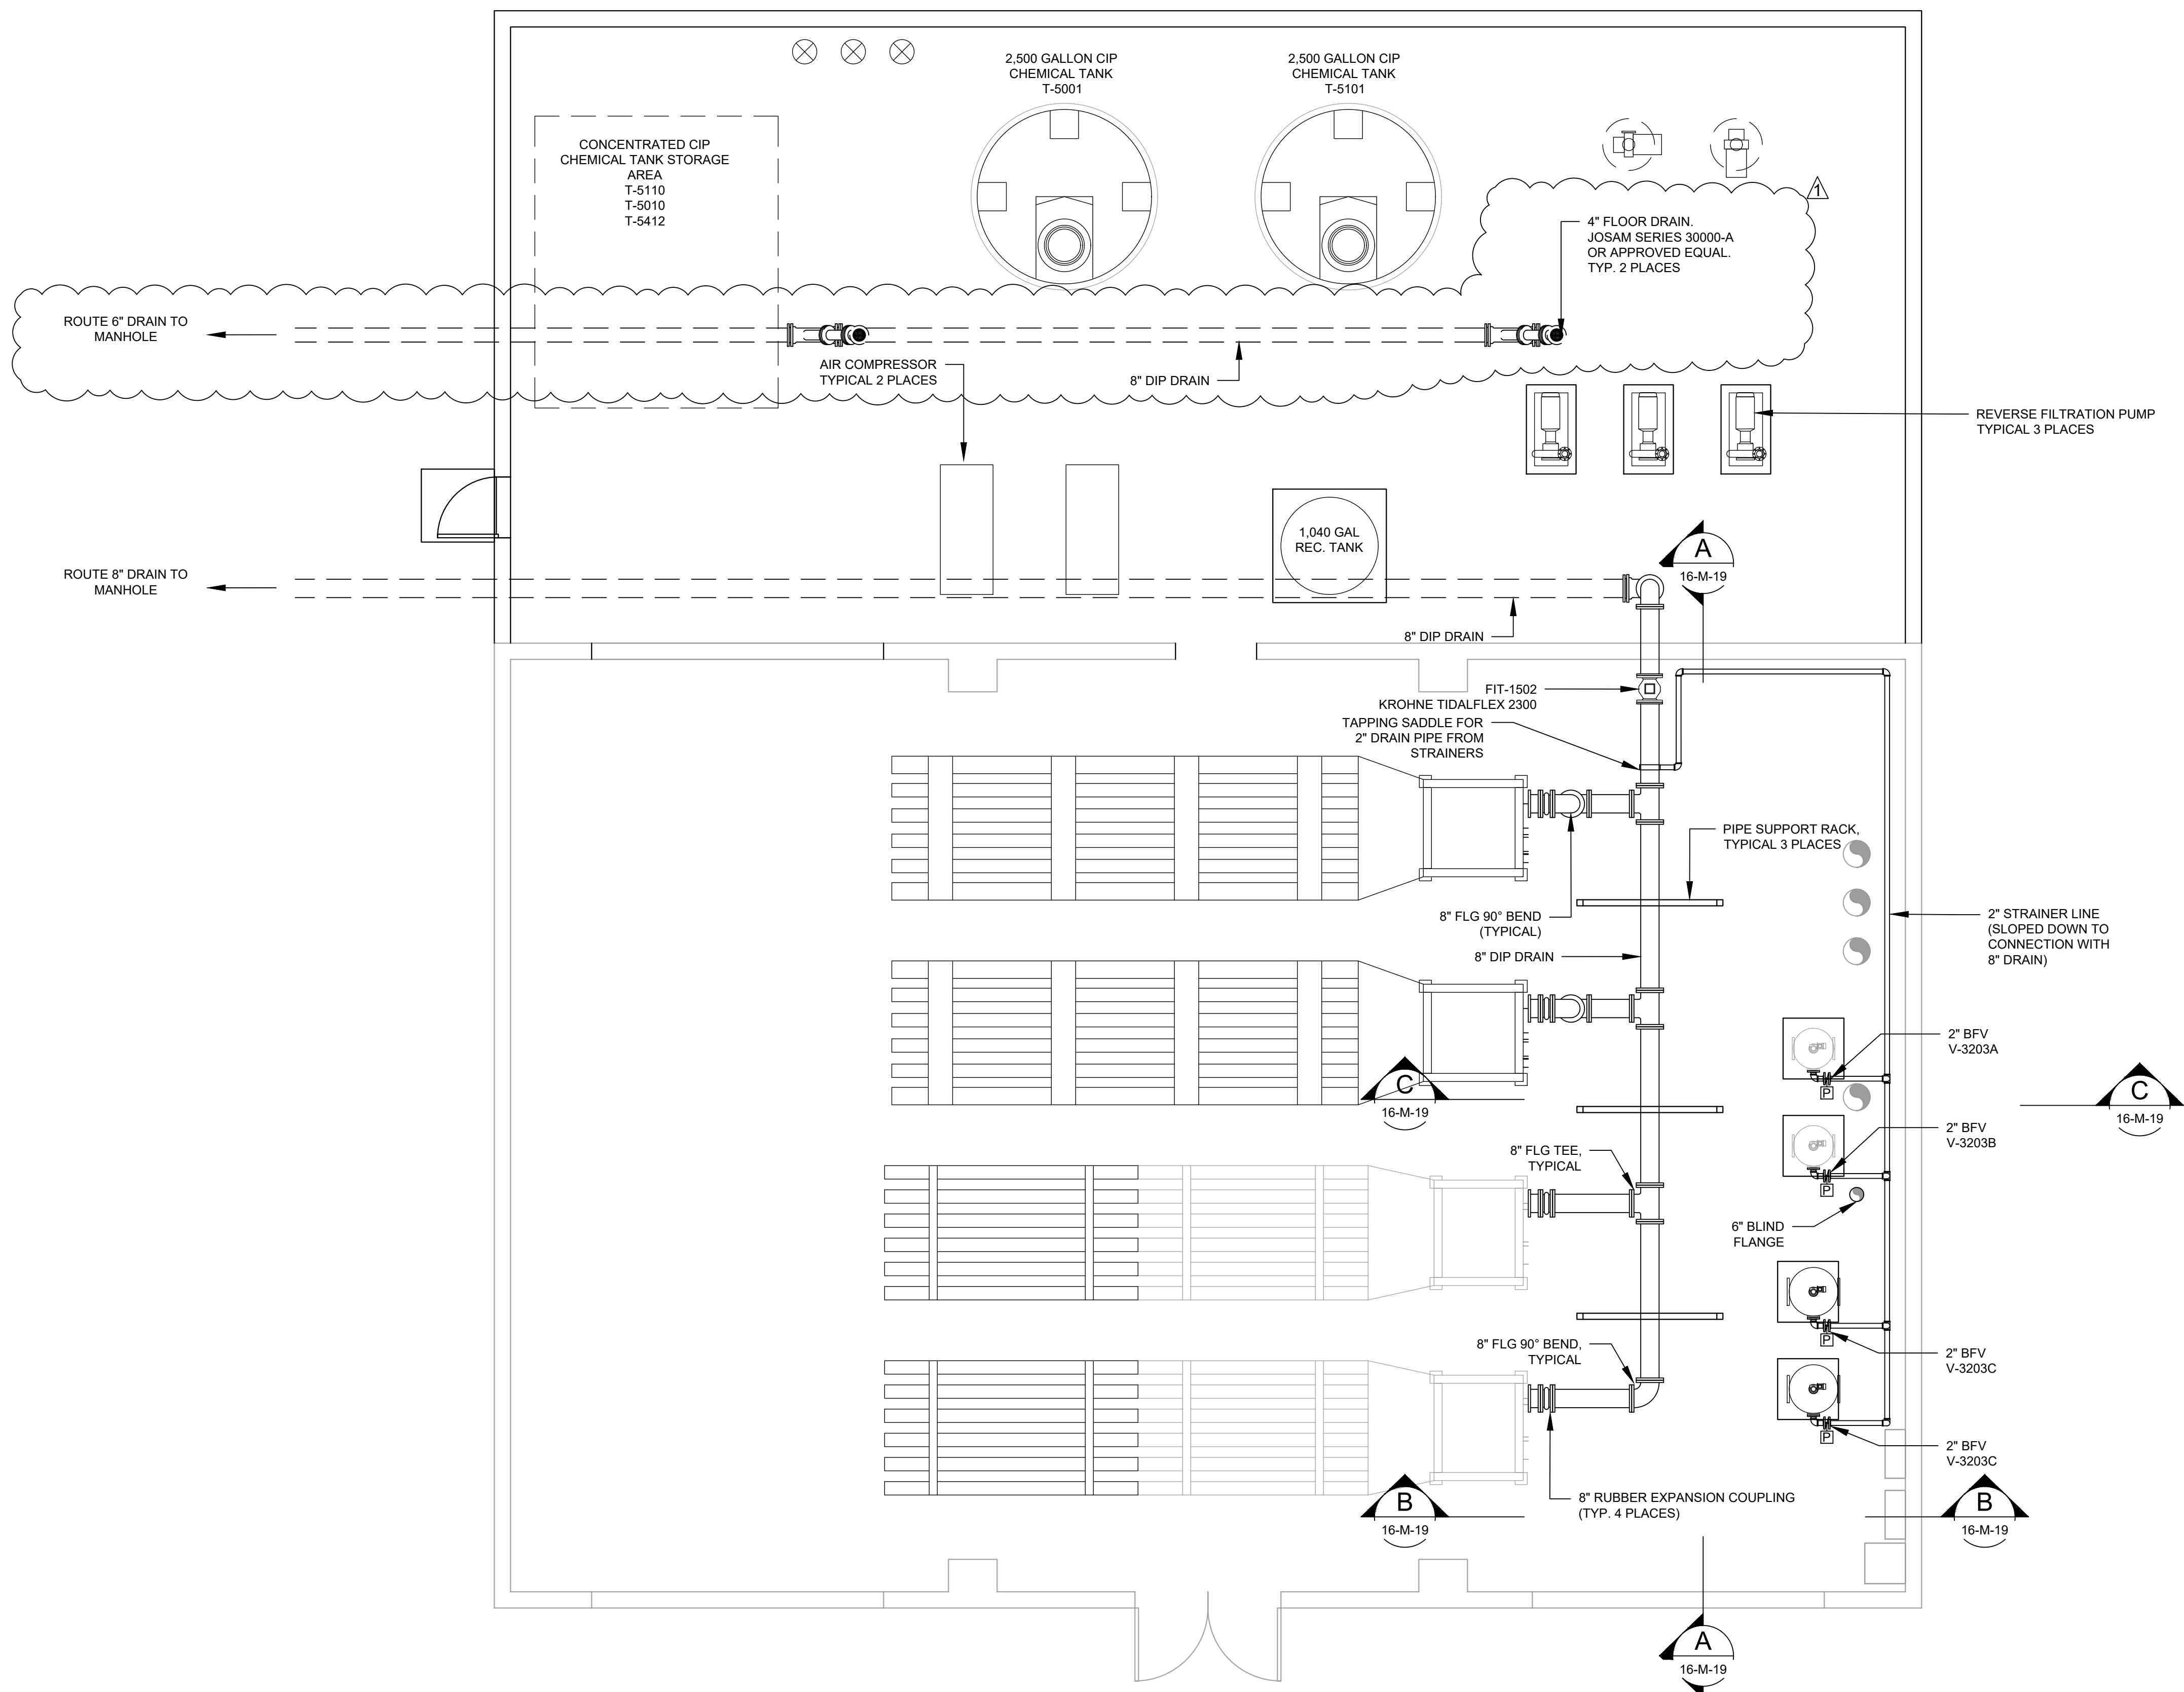 2,500 GALLON CIP
CHEMICAL TANK
T-5001
2,500 GALLON CIP
CHEMICAL TANK
T-5101
CONCENTRATED CIP
CHEMICAL TANK STORAGE
AREA
T-5110
T-5010
T-5412
1
4" FLOOR DRAIN.
JOSAM SERIES 30000-A
OR APPROVED EQUAL.
TYP. 2 PLACES
ROUTE 6" DRAIN TO
MANHOLE
AIR COMPRESSOR
TYPICAL 2 PLACES
8" DIP DRAIN
REVERSE FILTRATION PUMP
TYPICAL 3 PLACES
1,040 GAL
REC. TANK
A
16-M-19
ROUTE 8" DRAIN TO
MANHOLE
8" DIP DRAIN
FIT-1502
KROHNE TIDALFLEX 2300
TAPPING SADDLE FOR
2" DRAIN PIPE FROM
STRAINERS
PIPE SUPPORT RACK,
TYPICAL 3 PLACES
8" FLG 90° BEND
(TYPICAL)
2" STRAINER LINE
(SLOPED DOWN TO
CONNECTION WITH
8" DRAIN)
8" DIP DRAIN
2" BFV
V-3203A
P
C
16-M-19
C
16-M-19
2" BFV
V-3203B
P
8" FLG TEE,
TYPICAL
6" BLIND
FLANGE
8" FLG 90° BEND,
TYPICAL
P
2" BFV
V-3203C
P
2" BFV
V-3203C
8" RUBBER EXPANSION COUPLING
(TYP. 4 PLACES)
B
16-M-19
B
16-M-19
A
16-M-19